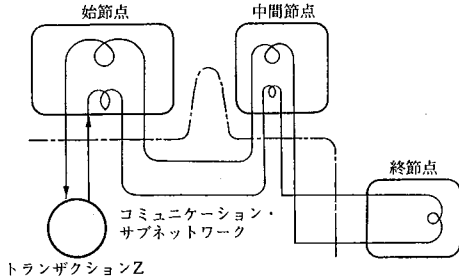 始節点
中間節点
終節点
コミュニケーション・
サブネットワーク
トランザクションZ